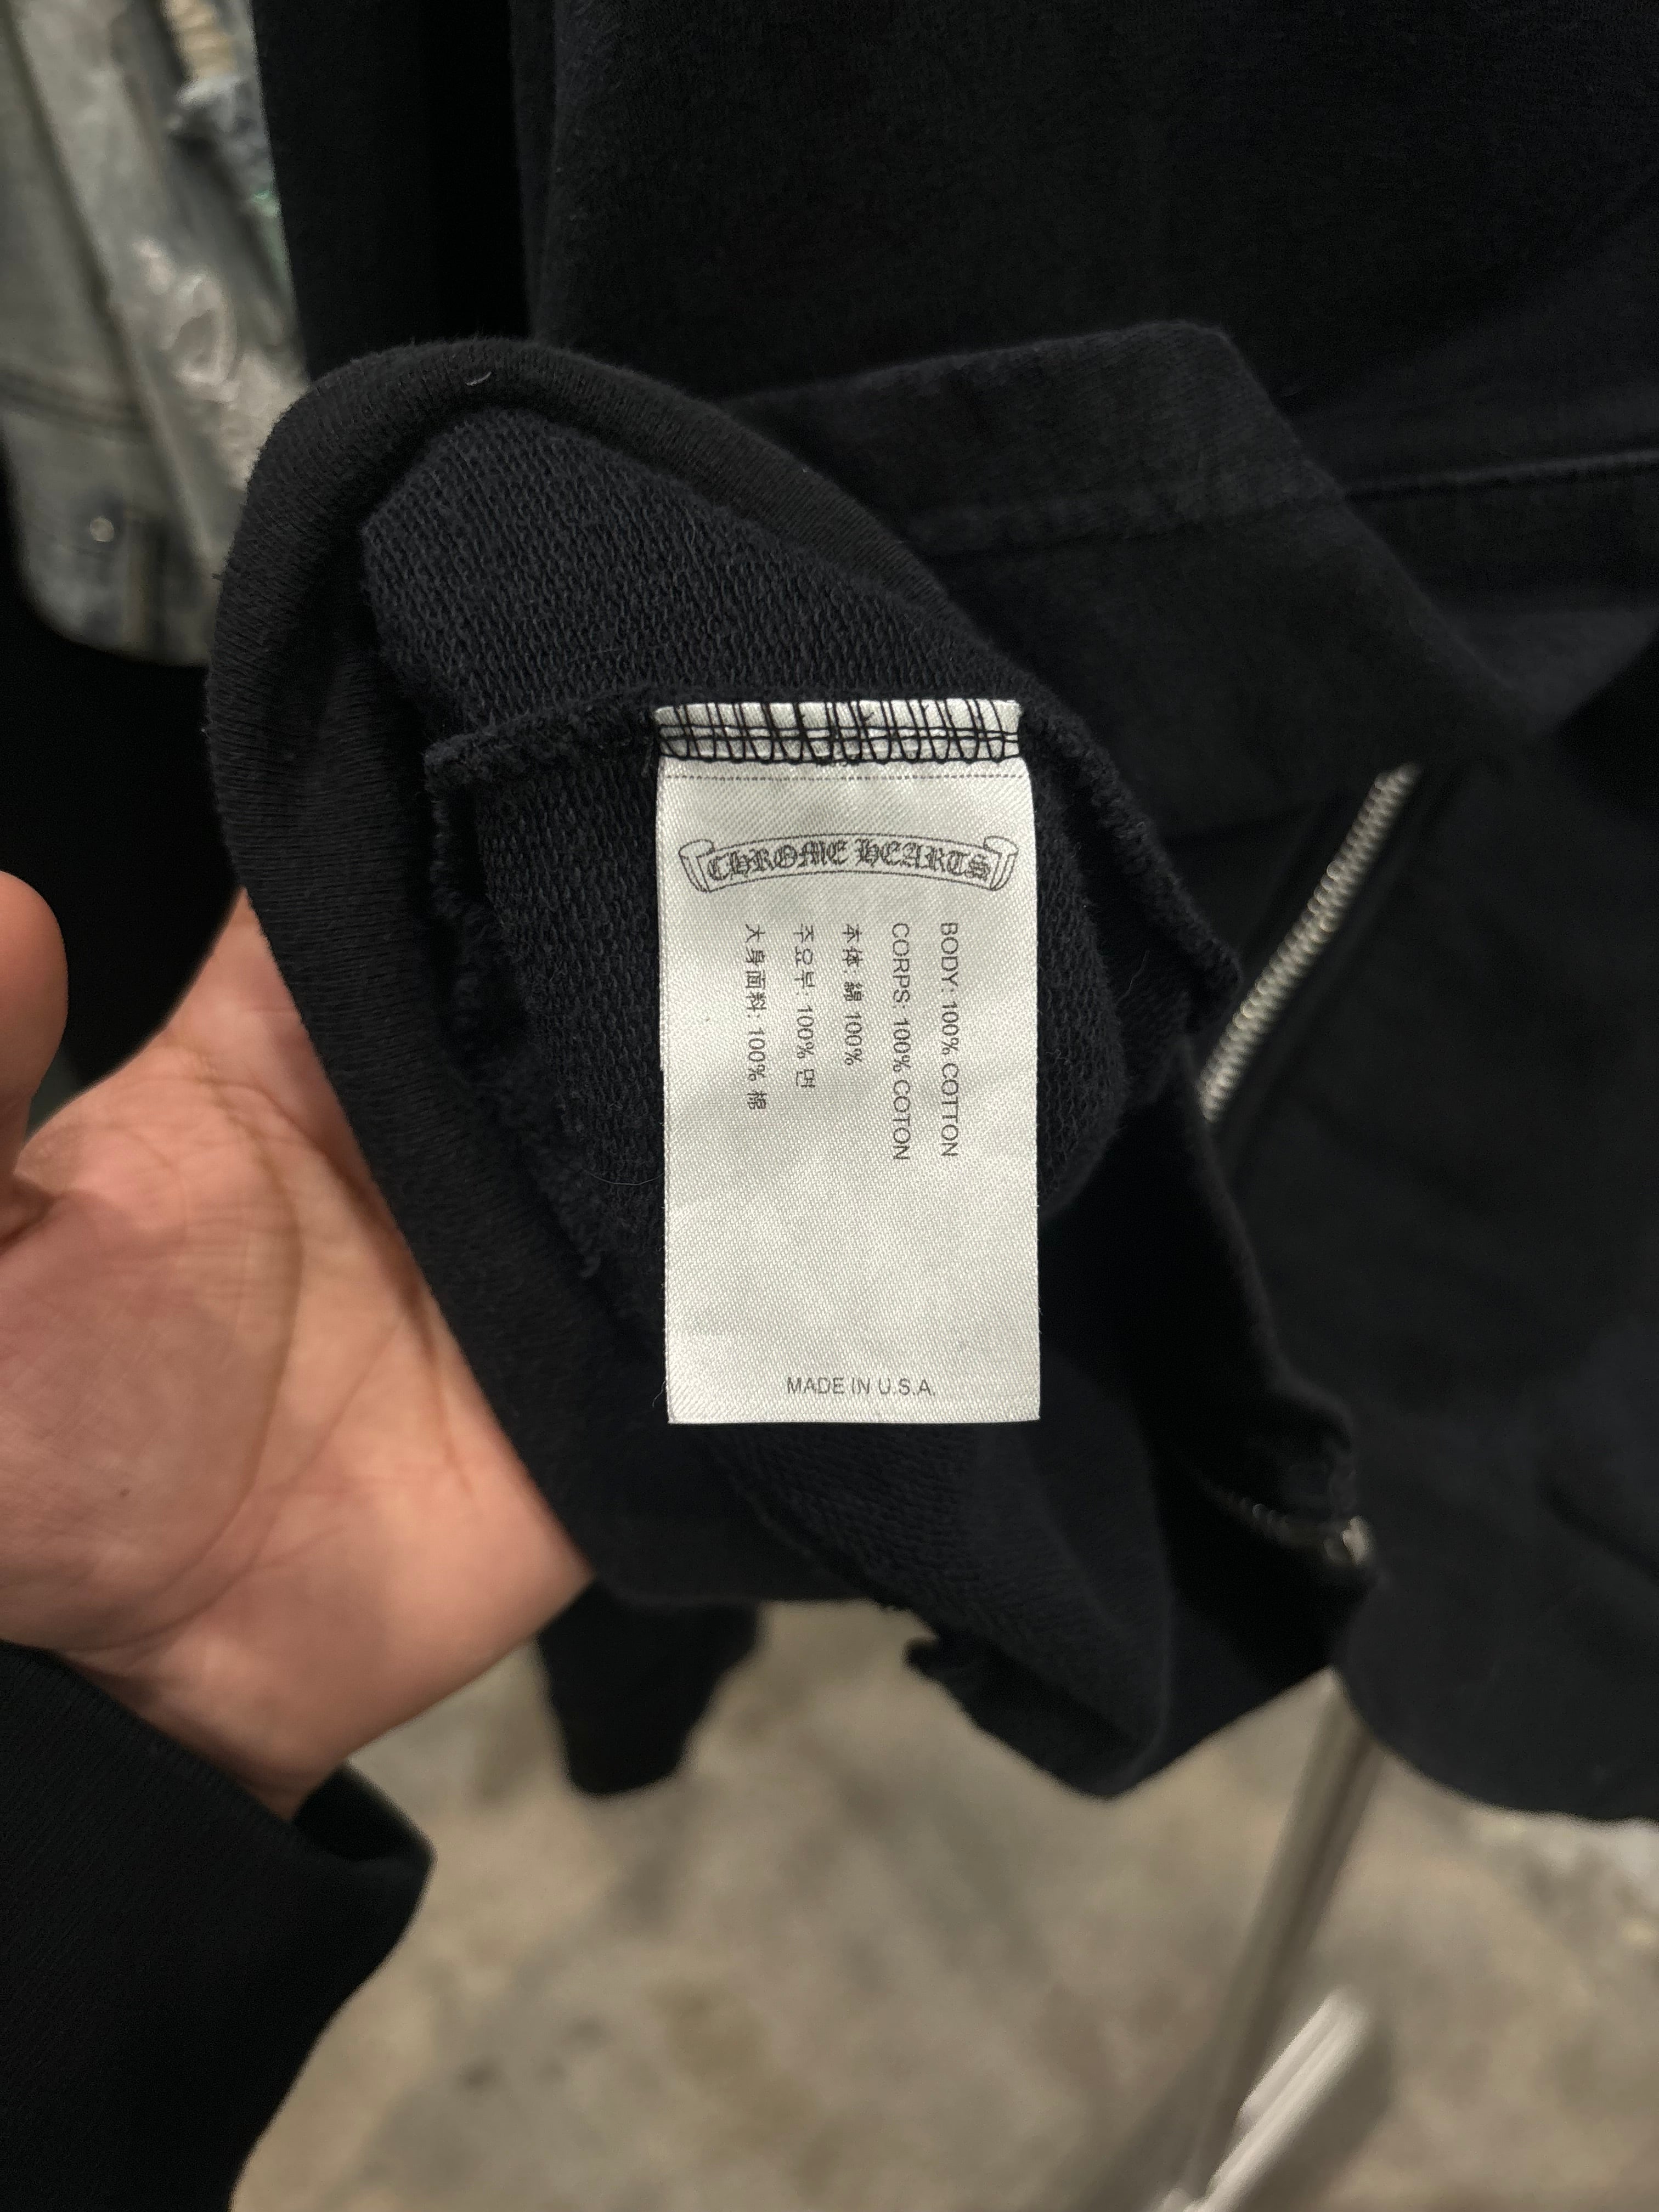 CHROME HEARTS
BODY: 100% COTTON
CORPS: 100% COTON
本体: 綿 100%
주요부: 100% 면
大身面料: 100% 棉
MADE IN U.S.A.